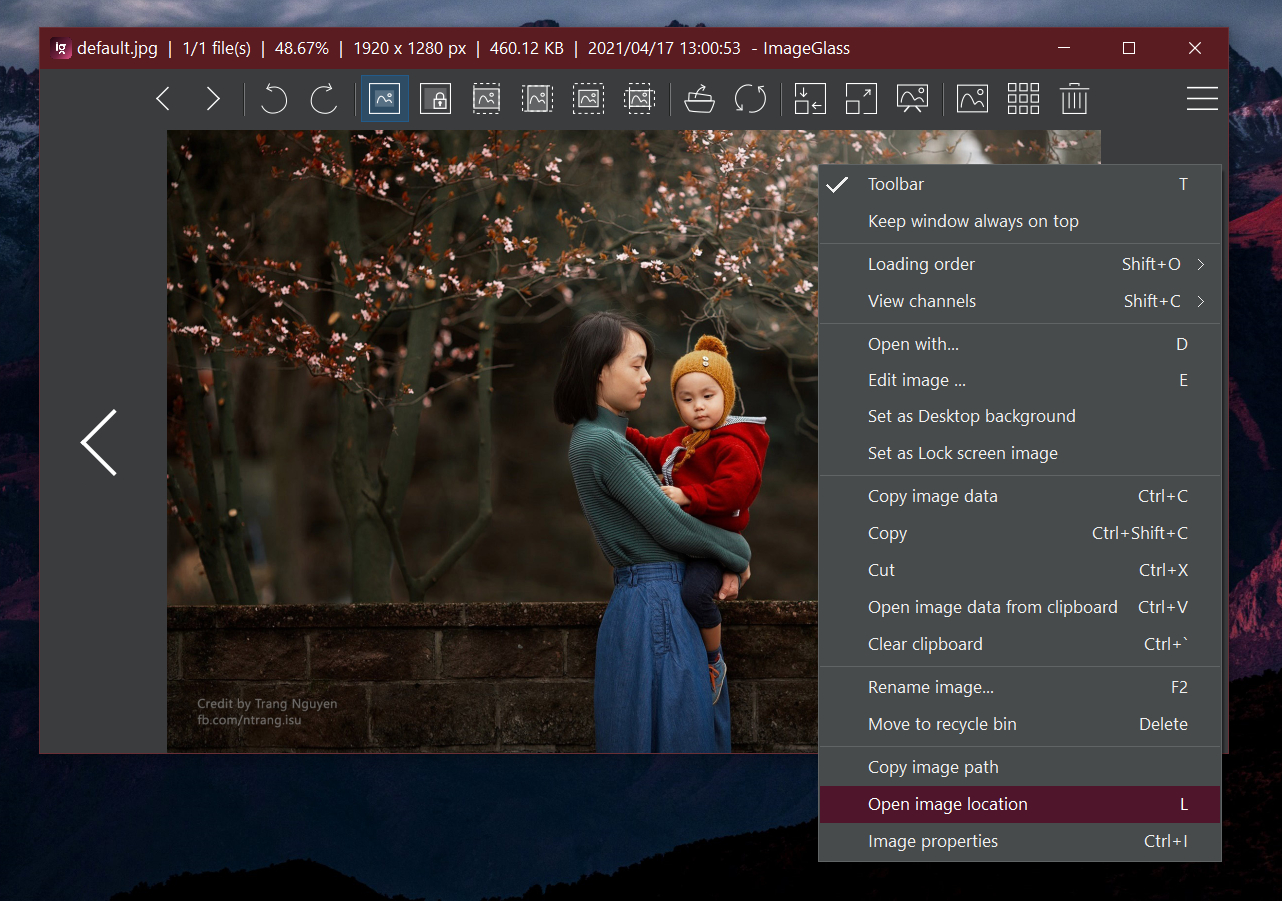 default.jpg | 1/1 file(s) | 48.67% | 1920 x 1280 px | 460.12 KB | 2021/04/17 13:00:53 - ImageGlass
Toolbar T
Keep window always on top
Loading order Shift+O
View channels Shift+C
Open with... D
Edit image ... E
Set as Desktop background
Set as Lock screen image
Copy image data Ctrl+C
Copy Ctrl+Shift+C
Cut Ctrl+X
Open image data from clipboard Ctrl+V
Clear clipboard Ctrl+`
Rename image... F2
Move to recycle bin Delete
Copy image path
Open image location L
Image properties Ctrl+I
Credit by Trang Nguyen
fb.com/ntrang.isu